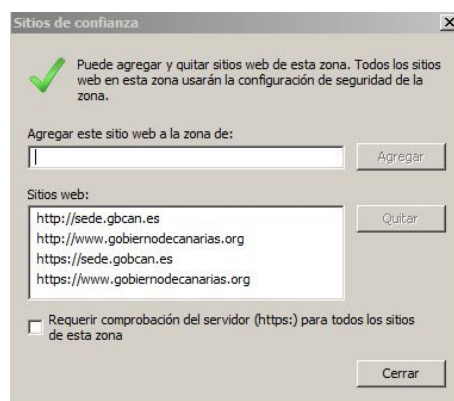 Sitios de confianza
Puede agregar y quitar sitios web de esta zona. Todos los sitios
web en esta zona usarán la configuración de seguridad de la
zona.
Agregar este sitio web a la zona de:
Agregar
Sitios web:
http://sede.gbcan.es
http://www.gobiernodecanarias.org
https://sede.gobcan.es
https://www.gobiernodecanarias.org
Quitar
Requerir comprobación del servidor (https:) para todos los sitios
de esta zona
Cerrar